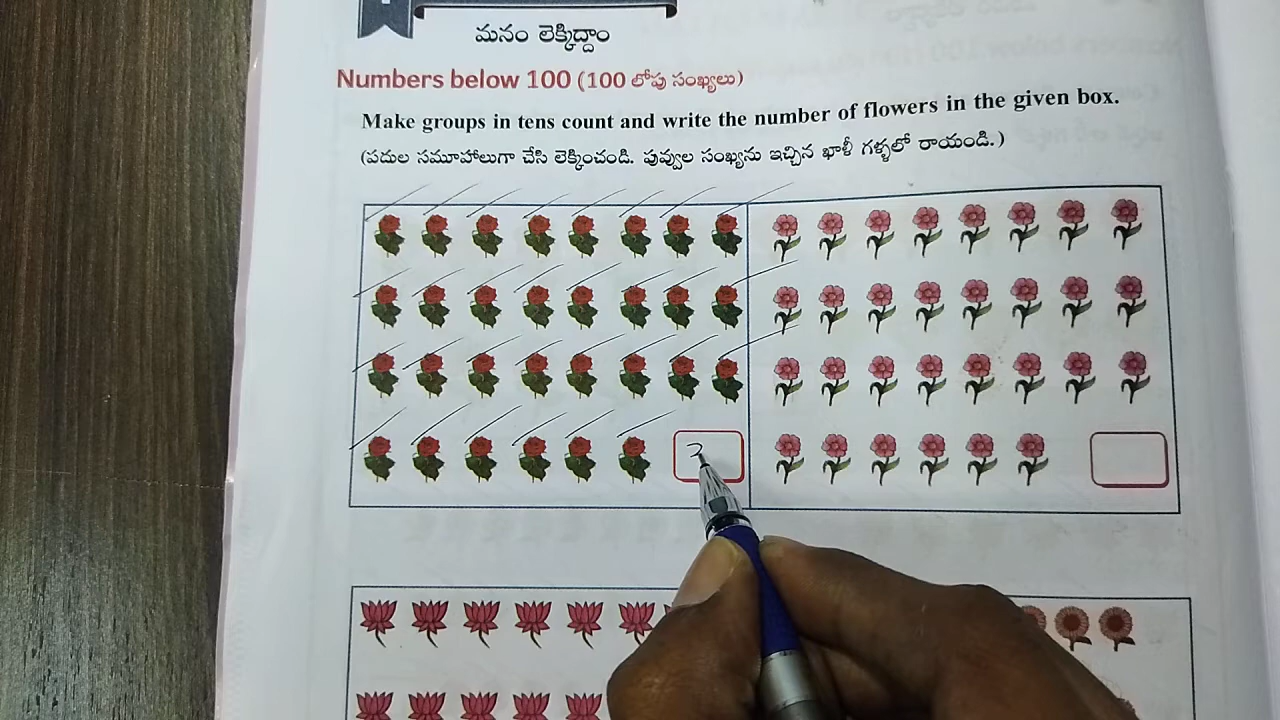 మనం లెక్కిద్దాం
Numbers below 100 (100 లోపు సంఖ్యలు)
Make groups in tens count and write the number of flowers in the given box.
(పదుల సమూహాలుగా చేసి లెక్కించండి. పువ్వుల సంఖ్యను ఇచ్చిన ఖాళీ గళ్ళలో రాయండి.)